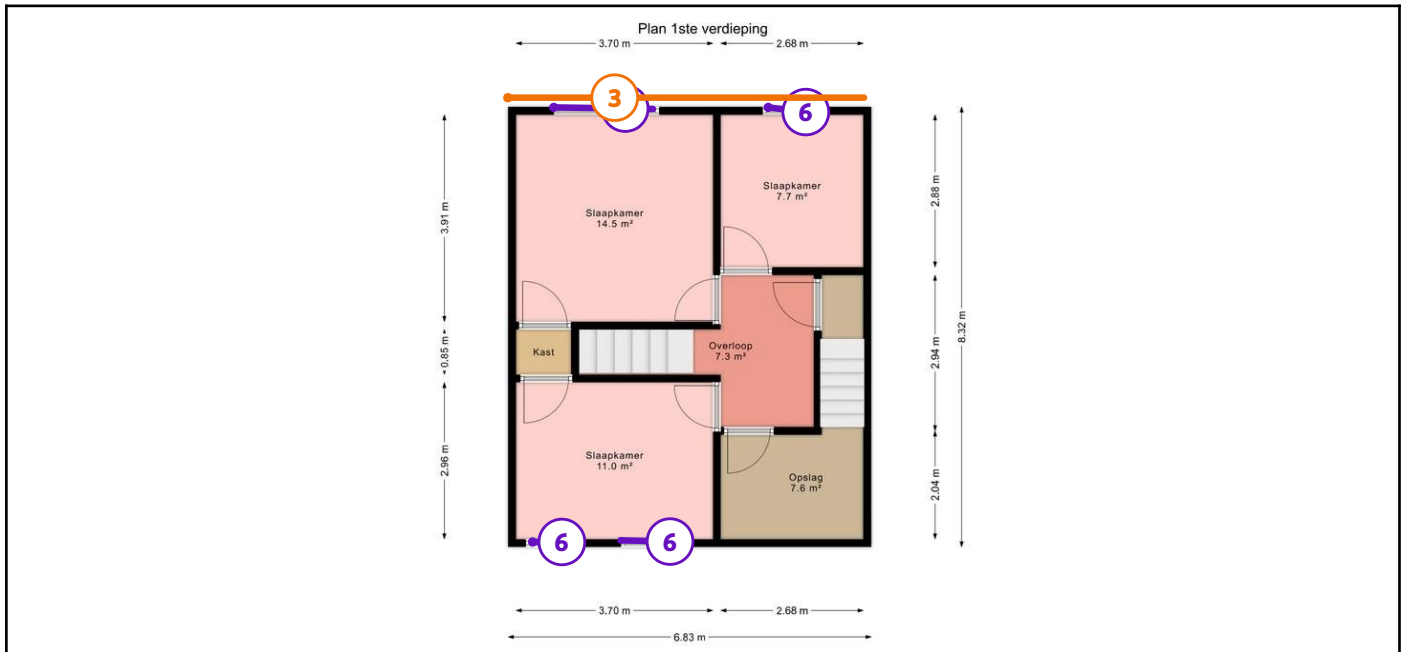 Plan 1ste verdieping
3.70 m
2.68 m
3
6
3.91 m
2.88 m
8.32 m
Slaapkamer
14.5 m²
Slaapkamer
7.7 m²
0.85 m
Kast
Overloop
7.3 m²
2.94 m
2.96 m
Slaapkamer
11.0 m²
Opslag
7.6 m²
2.04 m
6
6
3.70 m
2.68 m
6.83 m